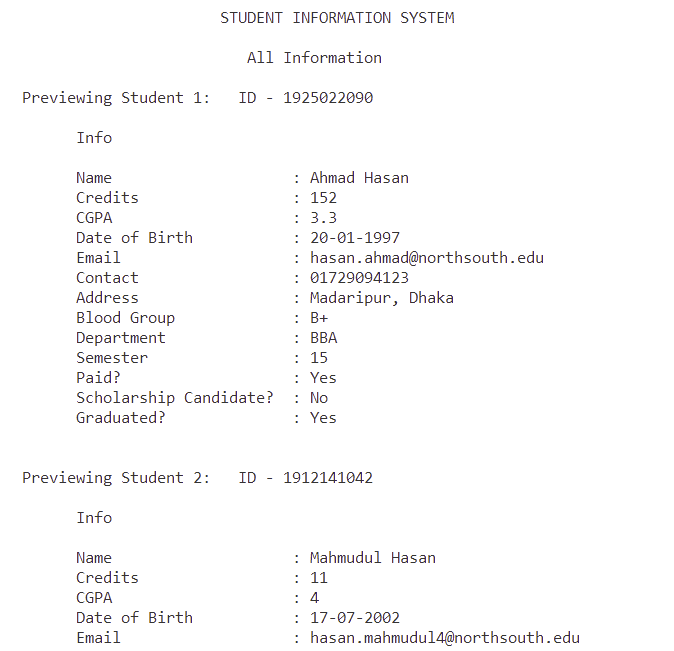 STUDENT INFORMATION SYSTEM
All Information
Previewing Student 1:   ID - 1925022090
Info
Name                    : Ahmad Hasan
Credits                 : 152
CGPA                    : 3.3
Date of Birth           : 20-01-1997
Email                   : hasan.ahmad@northsouth.edu
Contact                 : 01729094123
Address                 : Madaripur, Dhaka
Blood Group             : B+
Department              : BBA
Semester                : 15
Paid?                   : Yes
Scholarship Candidate?  : No
Graduated?              : Yes
Previewing Student 2:   ID - 1912141042
Info
Name                    : Mahmudul Hasan
Credits                 : 11
CGPA                    : 4
Date of Birth           : 17-07-2002
Email                   : hasan.mahmudul4@northsouth.edu